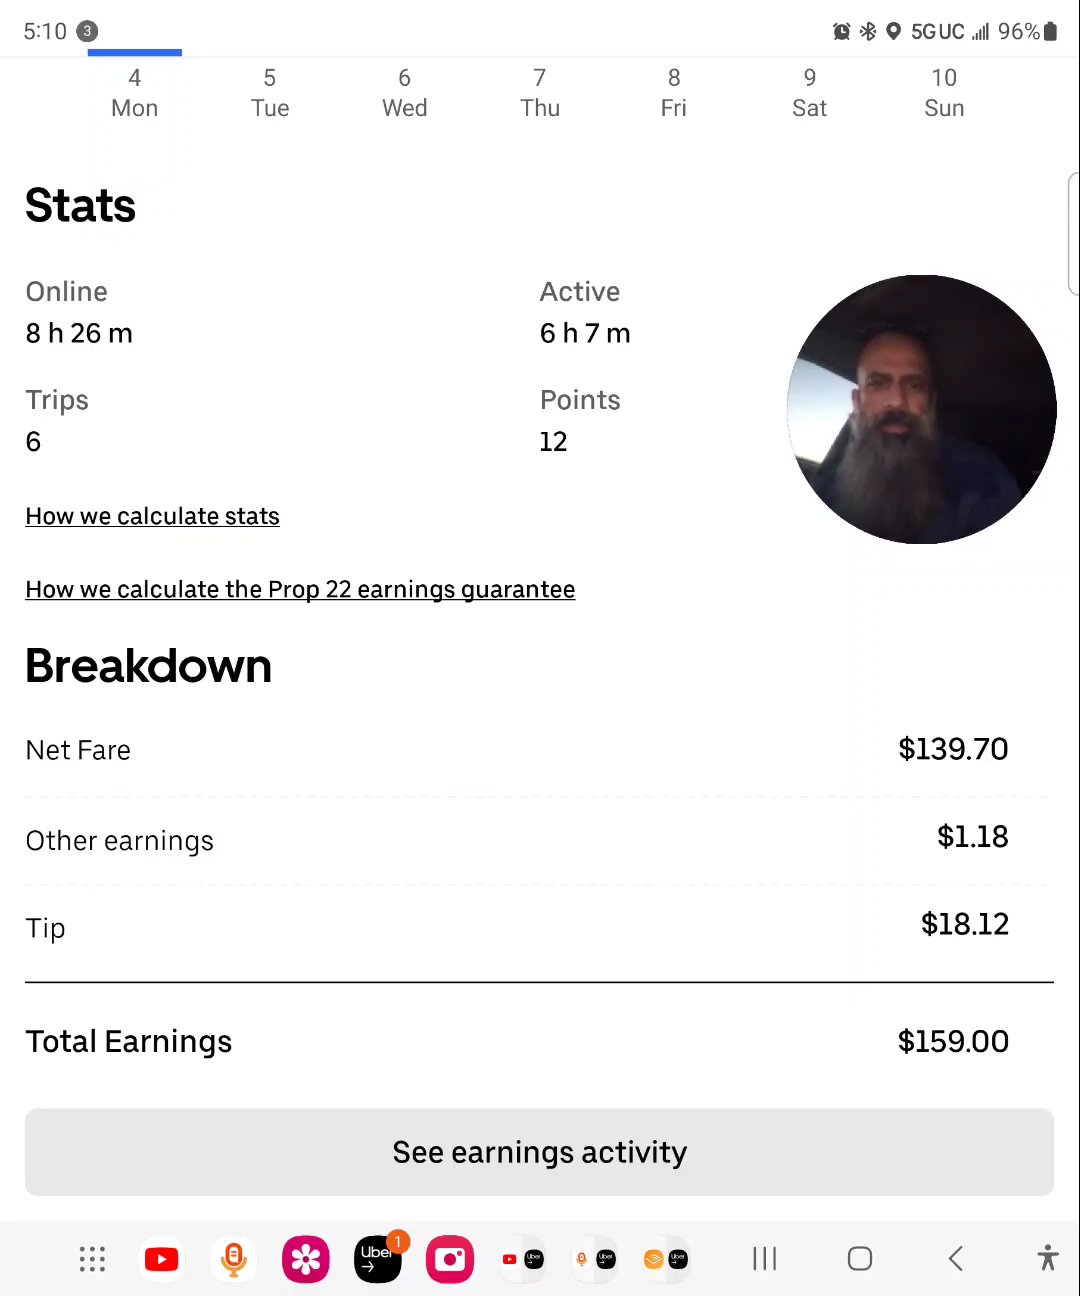 5:10 3 5G UC 96%
4 5 6 7 8 9 10
Mon Tue Wed Thu Fri Sat Sun
Stats
Online Active
8 h 26 m 6 h 7 m
Trips Points
6 12
How we calculate stats
How we calculate the Prop 22 earnings guarantee
Breakdown
Net Fare $139.70
Other earnings $1.18
Tip $18.12
Total Earnings $159.00
See earnings activity
Uber 1 Uber Uber Uber